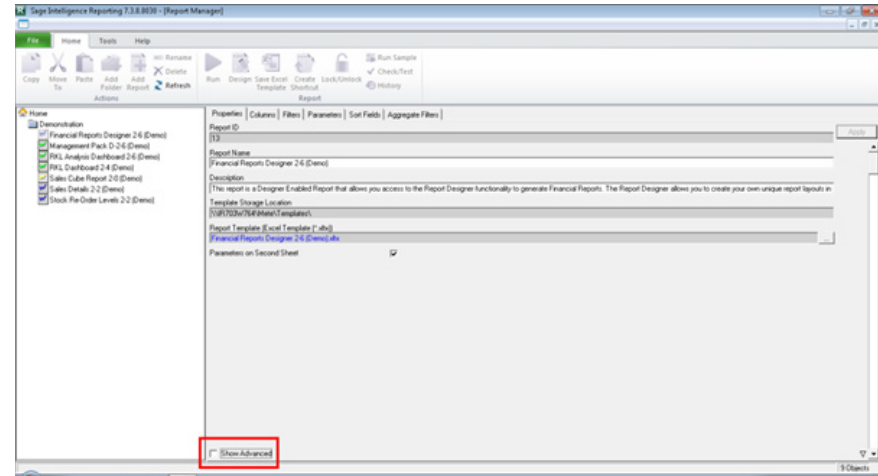 Sage Intelligence Reporting 7.3.8.0030 - [Report Manager]
File Home Tools Help
Copy Move To Paste Add Folder Add Report Rename Delete Refresh
Run Design Save Excel Template Create Shortcut Lock/Unlock Run Sample Check/Test History
Actions Report
Home
Demonstration
Financial Reports Designer 2-6 (Demo)
Management Pack D-2-6 (Demo)
RKL Analysis Dashboard 2-6 (Demo)
RKL Dashboard 2-4 (Demo)
Sales Cube Report 2-0 (Demo)
Sales Details 2-2 (Demo)
Stock Re-Order Levels 2-2 (Demo)
Properties Columns Filters Parameters Sort Fields Aggregate Filters
Report ID
13
Apply
Report Name
Financial Reports Designer 2-6 (Demo)
Description
This report is a Designer Enabled Report that allows you access to the Report Designer functionality to generate Financial Reports. The Report Designer allows you to create your own unique report layouts in
Template Storage Location
Report Template (Excel Template (*.xltx))
Financial Reports Designer 2-6 (Demo).xltx
...
Parameters on Second Sheet
Show Advanced
9 Objects